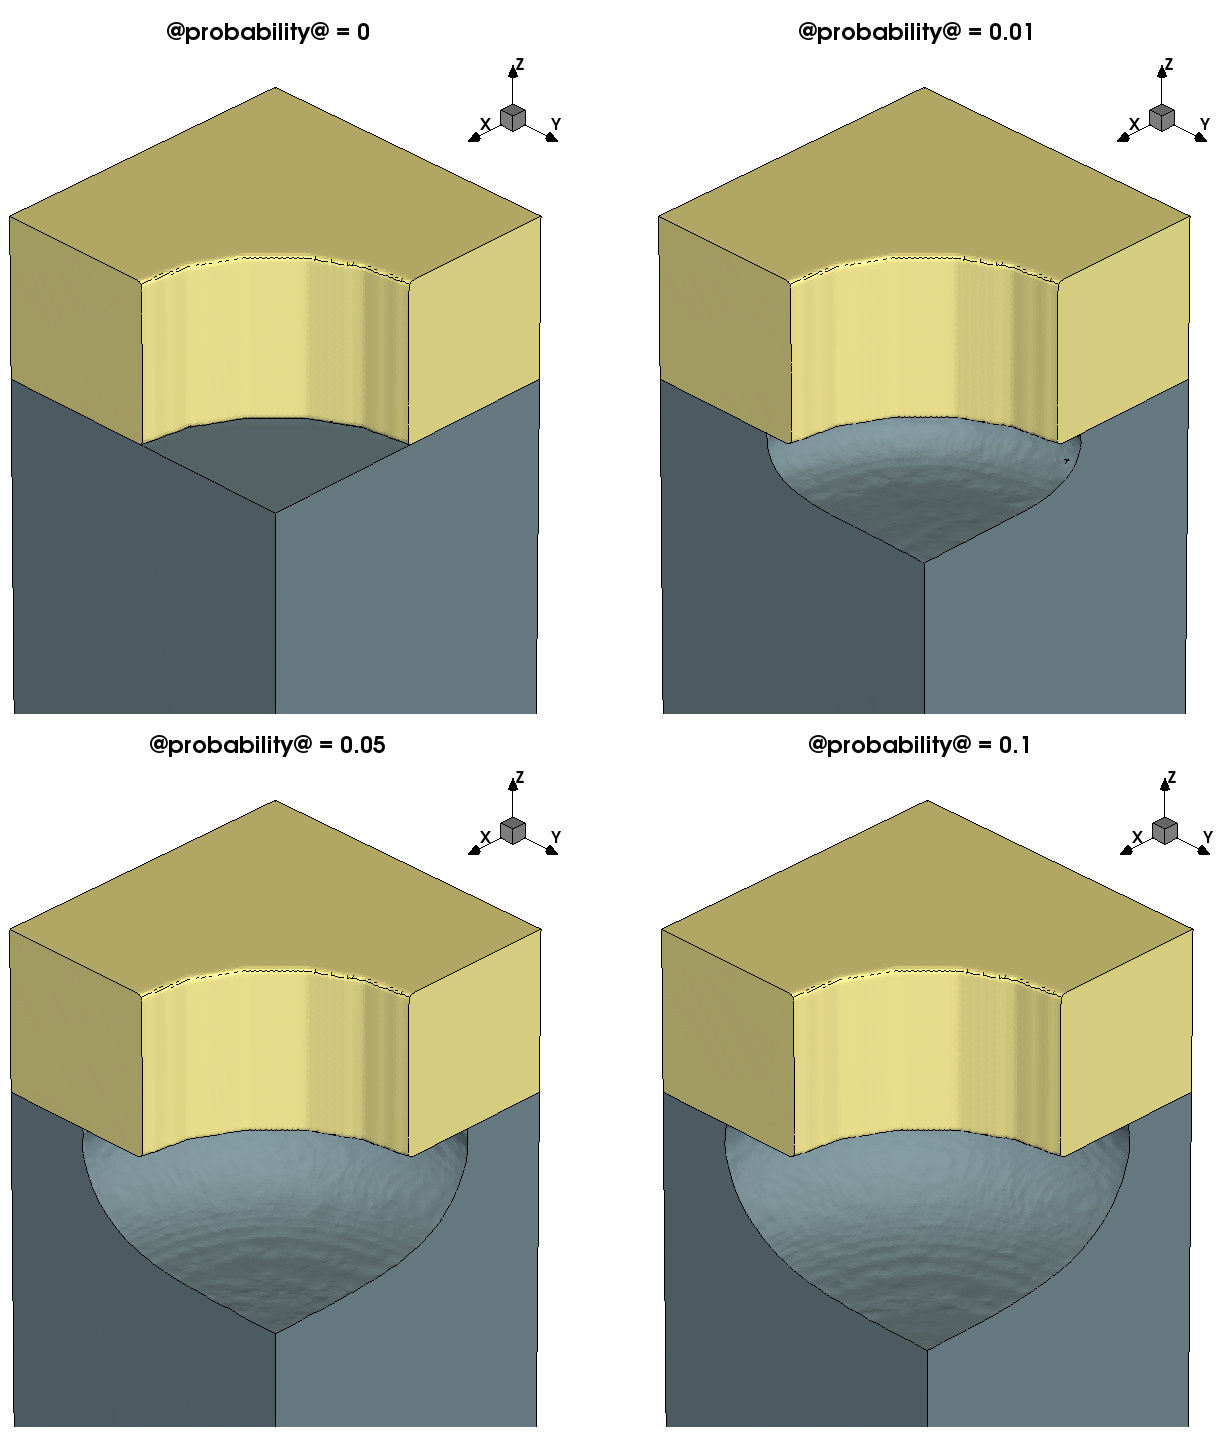 @probability@ = 0
Z
X
Y
@probability@ = 0.01
Z
X
Y
@probability@ = 0.05
Z
X
Y
@probability@ = 0.1
Z
X
Y